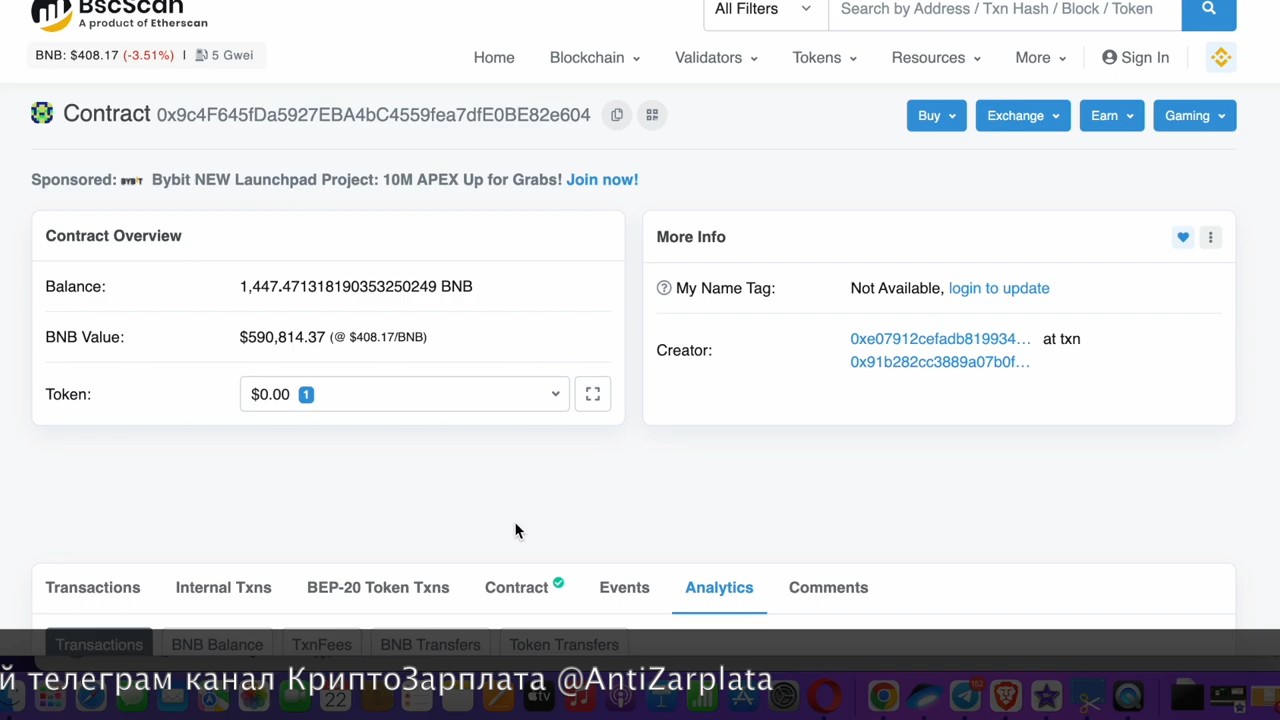 BscScan
A product of Etherscan
All Filters
Search by Address / Txn Hash / Block / Token
BNB: $408.17 (-3.51%) | 5 Gwei
Home
Blockchain
Validators
Tokens
Resources
More
Sign In
Contract 0x9c4F645fDa5927EBA4bC4559fea7dfE0BE82e604
Buy
Exchange
Earn
Gaming
Sponsored: BYBIT Bybit NEW Launchpad Project: 10M APEX Up for Grabs! Join now!
Contract Overview
Balance: 1,447.471318190353250249 BNB
BNB Value: $590,814.37 (@ $408.17/BNB)
Token: $0.00 1
More Info
My Name Tag: Not Available, login to update
Creator: 0xe07912cefadb819934... at txn
0x91b282cc3889a07b0f...
Transactions
Internal Txns
BEP-20 Token Txns
Contract
Events
Analytics
Comments
Transactions
BNB Balance
TxnFees
BNB Transfers
Token Transfers
й телеграм канал КриптоЗарплата @AntiZarplata
22
tv
162